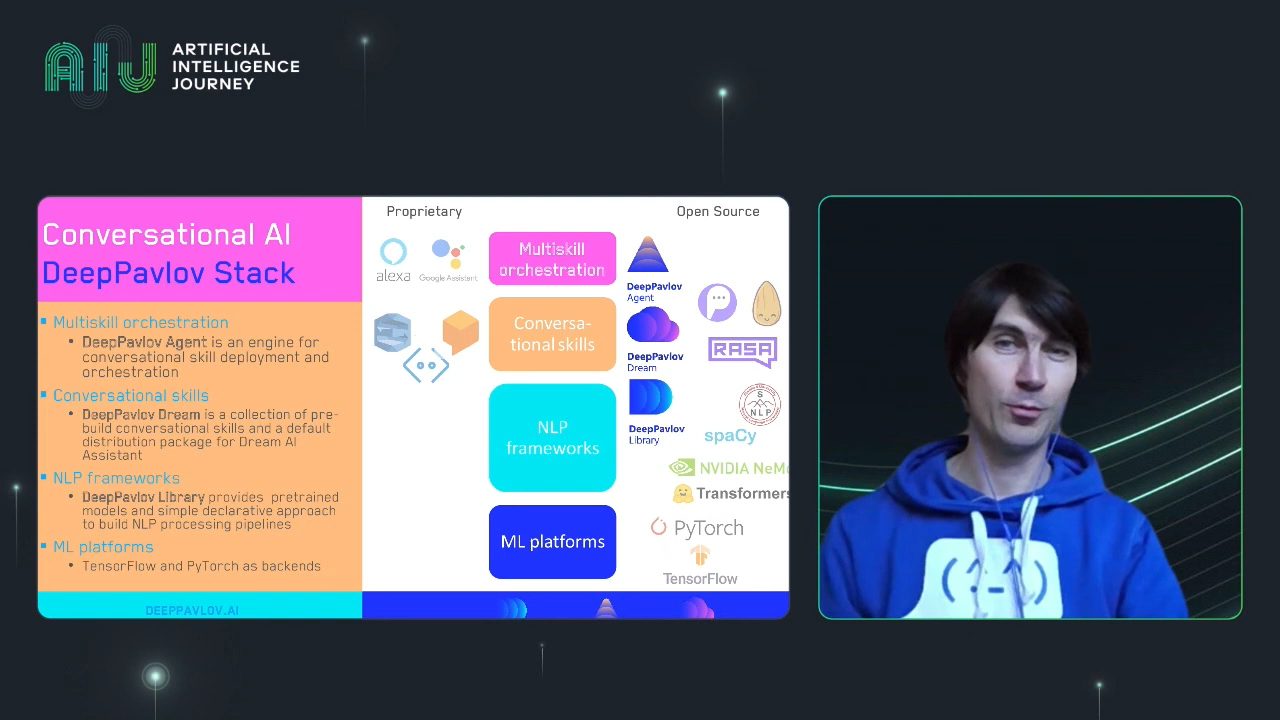 ARTIFICIAL
INTELLIGENCE
JOURNEY
Conversational AI
DeepPavlov Stack
Multiskill orchestration
DeepPavlov Agent is an engine for
conversational skill deployment and
orchestration
Conversational skills
DeepPavlov Dream is a collection of pre-
build conversational skills and a default
distribution package for Dream AI
Assistant
NLP frameworks
DeepPavlov Library provides pretrained
models and simple declarative approach
to build NLP processing pipelines
ML platforms
TensorFlow and PyTorch as backends
DEEPPAVLOV.AI
Proprietary
Open Source
alexa
Google Assistant
Multiskill
orchestration
Conversa-
tional skills
NLP
frameworks
ML platforms
DeepPavlov
Agent
DeepPavlov
Dream
DeepPavlov
Library
RASA
S
NLP
spaCy
NVIDIA NeMo
Transformers
PyTorch
TensorFlow